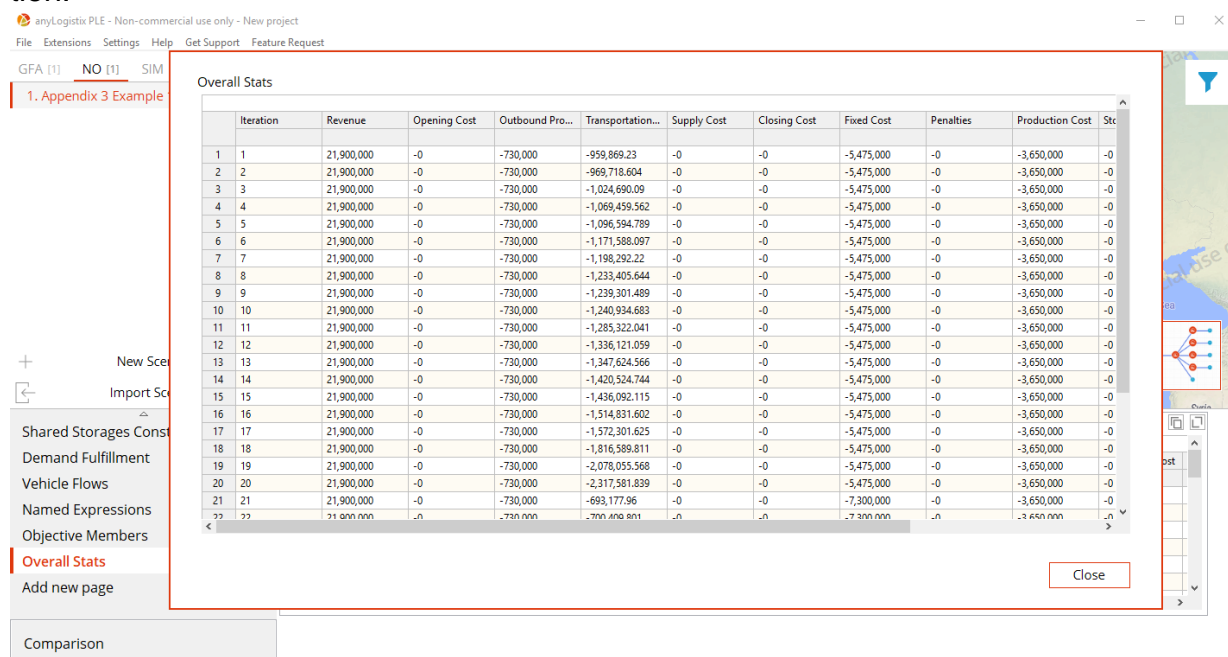 tion.
anyLogistix PLE - Non-commercial use only - New project
File Extensions Settings Help Get Support Feature Request
GFA [1] NO [1] SIM
1. Appendix 3 Example
Overall Stats
Iteration Revenue Opening Cost Outbound Pro... Transportation... Supply Cost Closing Cost Fixed Cost Penalties Production Cost Stc
1 1 21,900,000 -0 -730,000 -959,869.23 -0 -0 -5,475,000 -0 -3,650,000 -0
2 2 21,900,000 -0 -730,000 -969,718.604 -0 -0 -5,475,000 -0 -3,650,000 -0
3 3 21,900,000 -0 -730,000 -1,024,690.09 -0 -0 -5,475,000 -0 -3,650,000 -0
4 4 21,900,000 -0 -730,000 -1,069,459.562 -0 -0 -5,475,000 -0 -3,650,000 -0
5 5 21,900,000 -0 -730,000 -1,096,594.789 -0 -0 -5,475,000 -0 -3,650,000 -0
6 6 21,900,000 -0 -730,000 -1,171,588.097 -0 -0 -5,475,000 -0 -3,650,000 -0
7 7 21,900,000 -0 -730,000 -1,198,292.22 -0 -0 -5,475,000 -0 -3,650,000 -0
8 8 21,900,000 -0 -730,000 -1,233,405.644 -0 -0 -5,475,000 -0 -3,650,000 -0
9 9 21,900,000 -0 -730,000 -1,239,301.489 -0 -0 -5,475,000 -0 -3,650,000 -0
10 10 21,900,000 -0 -730,000 -1,240,934.683 -0 -0 -5,475,000 -0 -3,650,000 -0
11 11 21,900,000 -0 -730,000 -1,285,322.041 -0 -0 -5,475,000 -0 -3,650,000 -0
12 12 21,900,000 -0 -730,000 -1,336,121.059 -0 -0 -5,475,000 -0 -3,650,000 -0
13 13 21,900,000 -0 -730,000 -1,347,624.566 -0 -0 -5,475,000 -0 -3,650,000 -0
14 14 21,900,000 -0 -730,000 -1,420,524.744 -0 -0 -5,475,000 -0 -3,650,000 -0
15 15 21,900,000 -0 -730,000 -1,436,092.115 -0 -0 -5,475,000 -0 -3,650,000 -0
16 16 21,900,000 -0 -730,000 -1,514,831.602 -0 -0 -5,475,000 -0 -3,650,000 -0
17 17 21,900,000 -0 -730,000 -1,572,301.625 -0 -0 -5,475,000 -0 -3,650,000 -0
18 18 21,900,000 -0 -730,000 -1,816,589.811 -0 -0 -5,475,000 -0 -3,650,000 -0
19 19 21,900,000 -0 -730,000 -2,078,055.568 -0 -0 -5,475,000 -0 -3,650,000 -0
20 20 21,900,000 -0 -730,000 -2,317,581.839 -0 -0 -5,475,000 -0 -3,650,000 -0
21 21 21,900,000 -0 -730,000 -693,177.96 -0 -0 -7,300,000 -0 -3,650,000 -0
22 22 21,900,000 -0 -730,000 -700,409.801 -0 -0 -7,300,000 -0 -3,650,000 -0
Close
New Scen
Import Sce
Shared Storages Const
Demand Fulfillment
Vehicle Flows
Named Expressions
Objective Members
Overall Stats
Add new page
Comparison
ea
ost